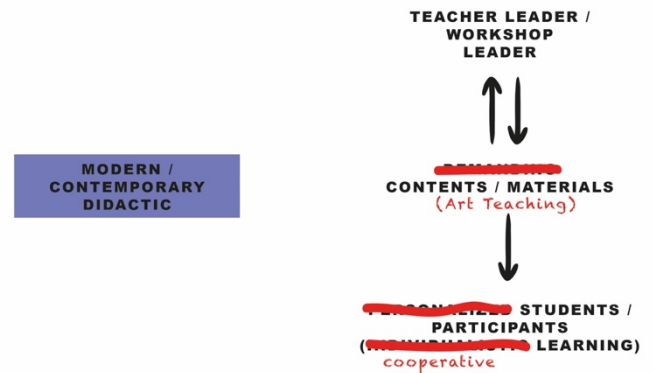 TEACHER LEADER /
WORKSHOP
LEADER
MODERN /
CONTEMPORARY
DIDACTIC
CONTENTS / MATERIALS
(Art Teaching)
STUDENTS /
PARTICIPANTS
( LEARNING)
cooperative